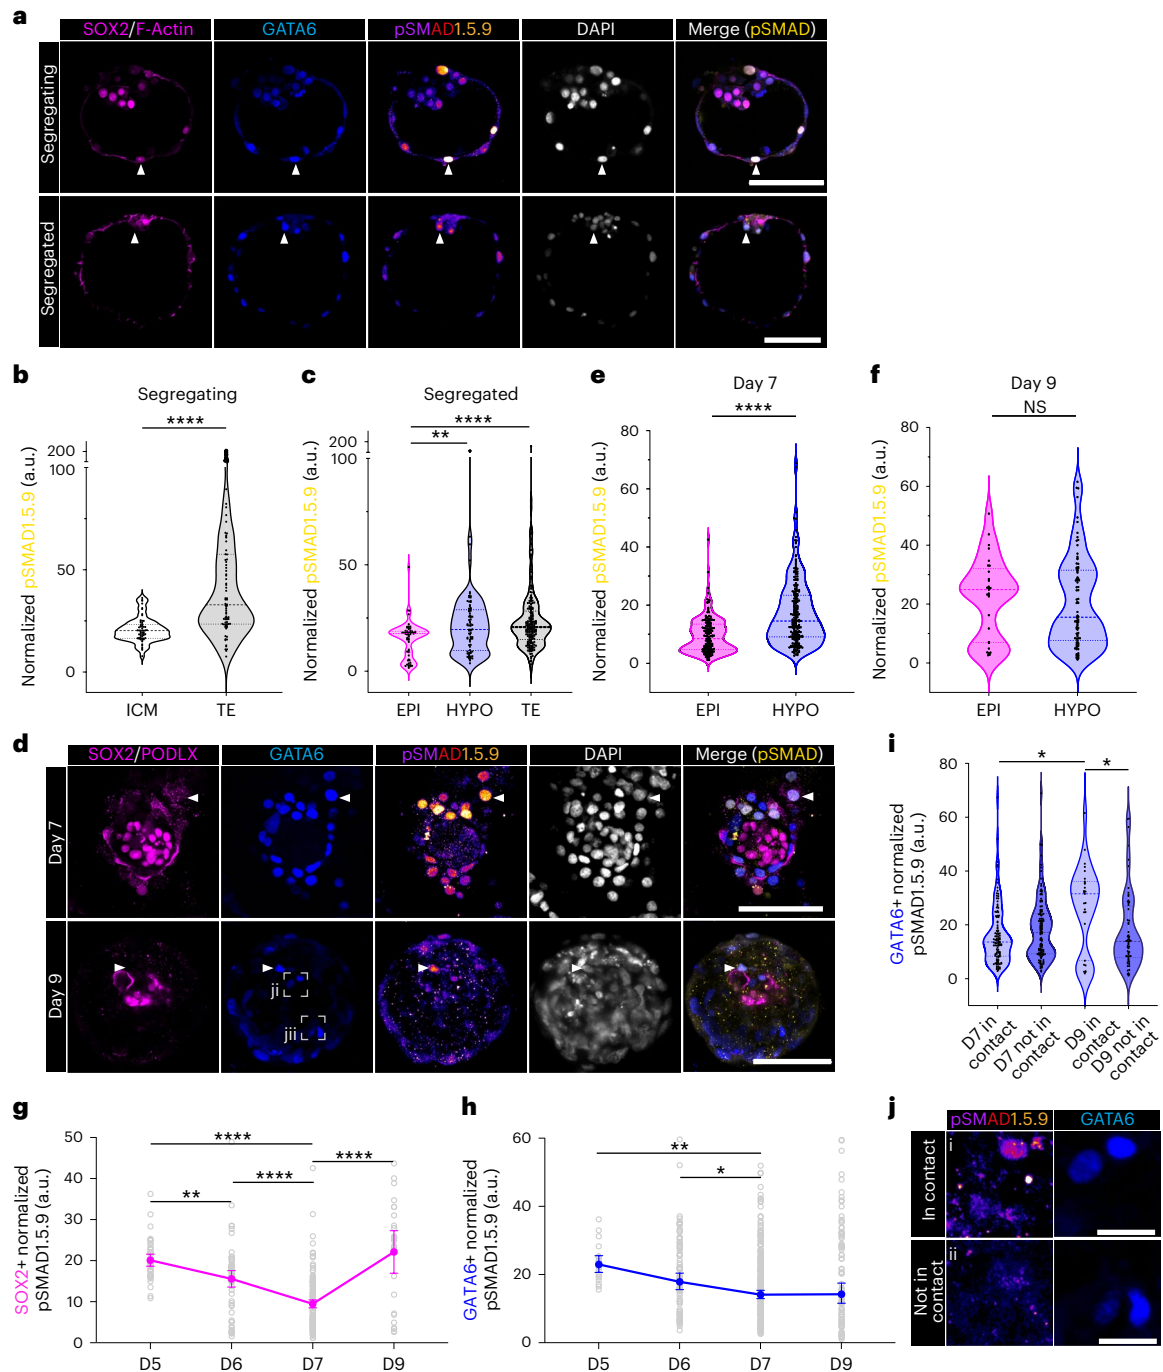 a
SOX2/F-Actin GATA6 pSMAD1.5.9 DAPI Merge (pSMAD)
Segregating
Segregated
b
Segregating
****
Normalized pSMAD1.5.9 (a.u.)
200
100
50
0
ICM TE
c
Segregated
****
**
Normalized pSMAD1.5.9 (a.u.)
200
100
50
0
EPI HYPO TE
e
Day 7
****
Normalized pSMAD1.5.9 (a.u.)
80
60
40
20
0
EPI HYPO
f
Day 9
NS
Normalized pSMAD1.5.9 (a.u.)
80
60
40
20
0
EPI HYPO
d
SOX2/PODLX GATA6 pSMAD1.5.9 DAPI Merge (pSMAD)
Day 7
Day 9
ji
jii
i
* *
GATA6+ normalized
pSMAD1.5.9 (a.u.)
80
60
40
20
0
D7 in
contact
D7 not in
contact
D9 in
contact
D9 not in
contact
g
****
****
**
****
SOX2+ normalized
pSMAD1.5.9 (a.u.)
50
40
30
20
10
0
D5 D6 D7 D9
h
**
*
GATA6+ normalized
pSMAD1.5.9 (a.u.)
60
40
20
0
D5 D6 D7 D9
j
pSMAD1.5.9 GATA6
In contact
i
Not in
contact
ii